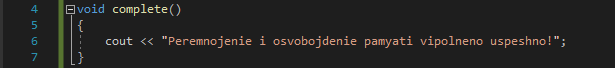 4 void complete()
5 {
6 cout << "Peremnojenie i osvobojdenie pamyati vipolneno uspeshno!";
7 }